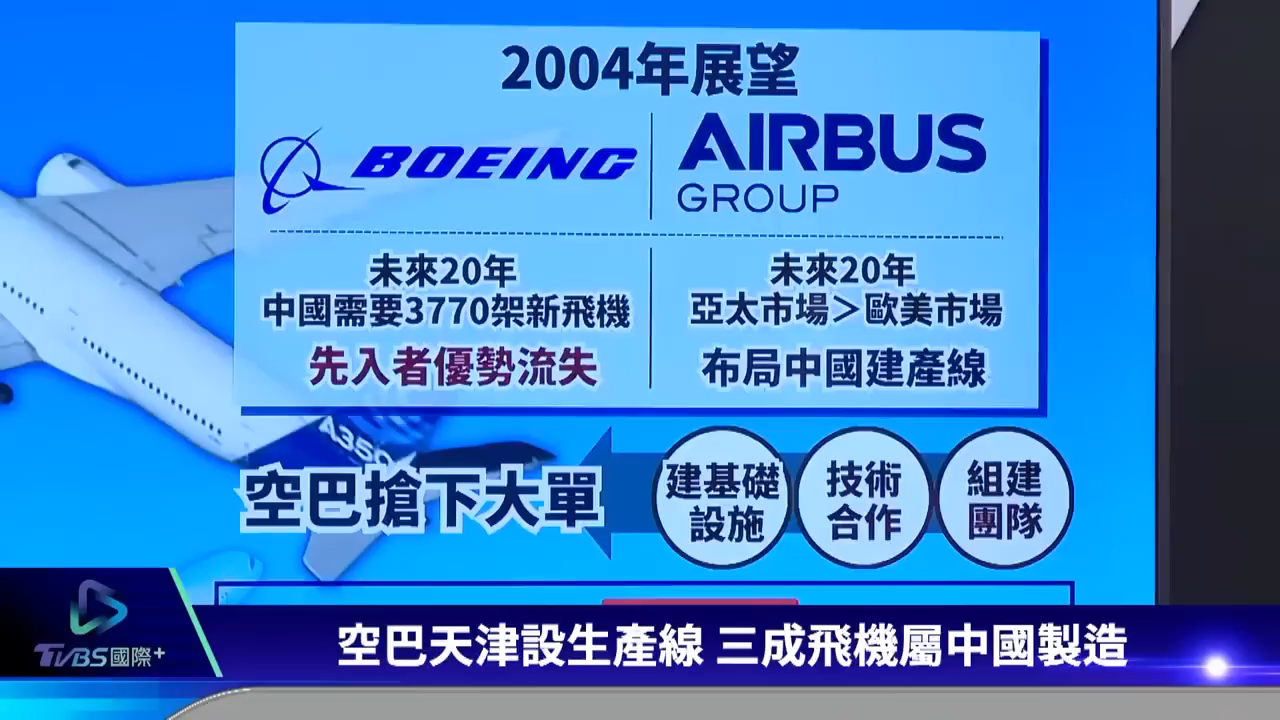 2004年展望
BOEING
AIRBUS
GROUP
未來20年
中國需要3770架新飛機
先入者優勢流失
未來20年
亞太市場＞歐美市場
布局中國建產線
A350
空巴搶下大單
建基礎
設施
技術
合作
組建
團隊
TVBS國際+
空巴天津設生產線 三成飛機屬中國製造